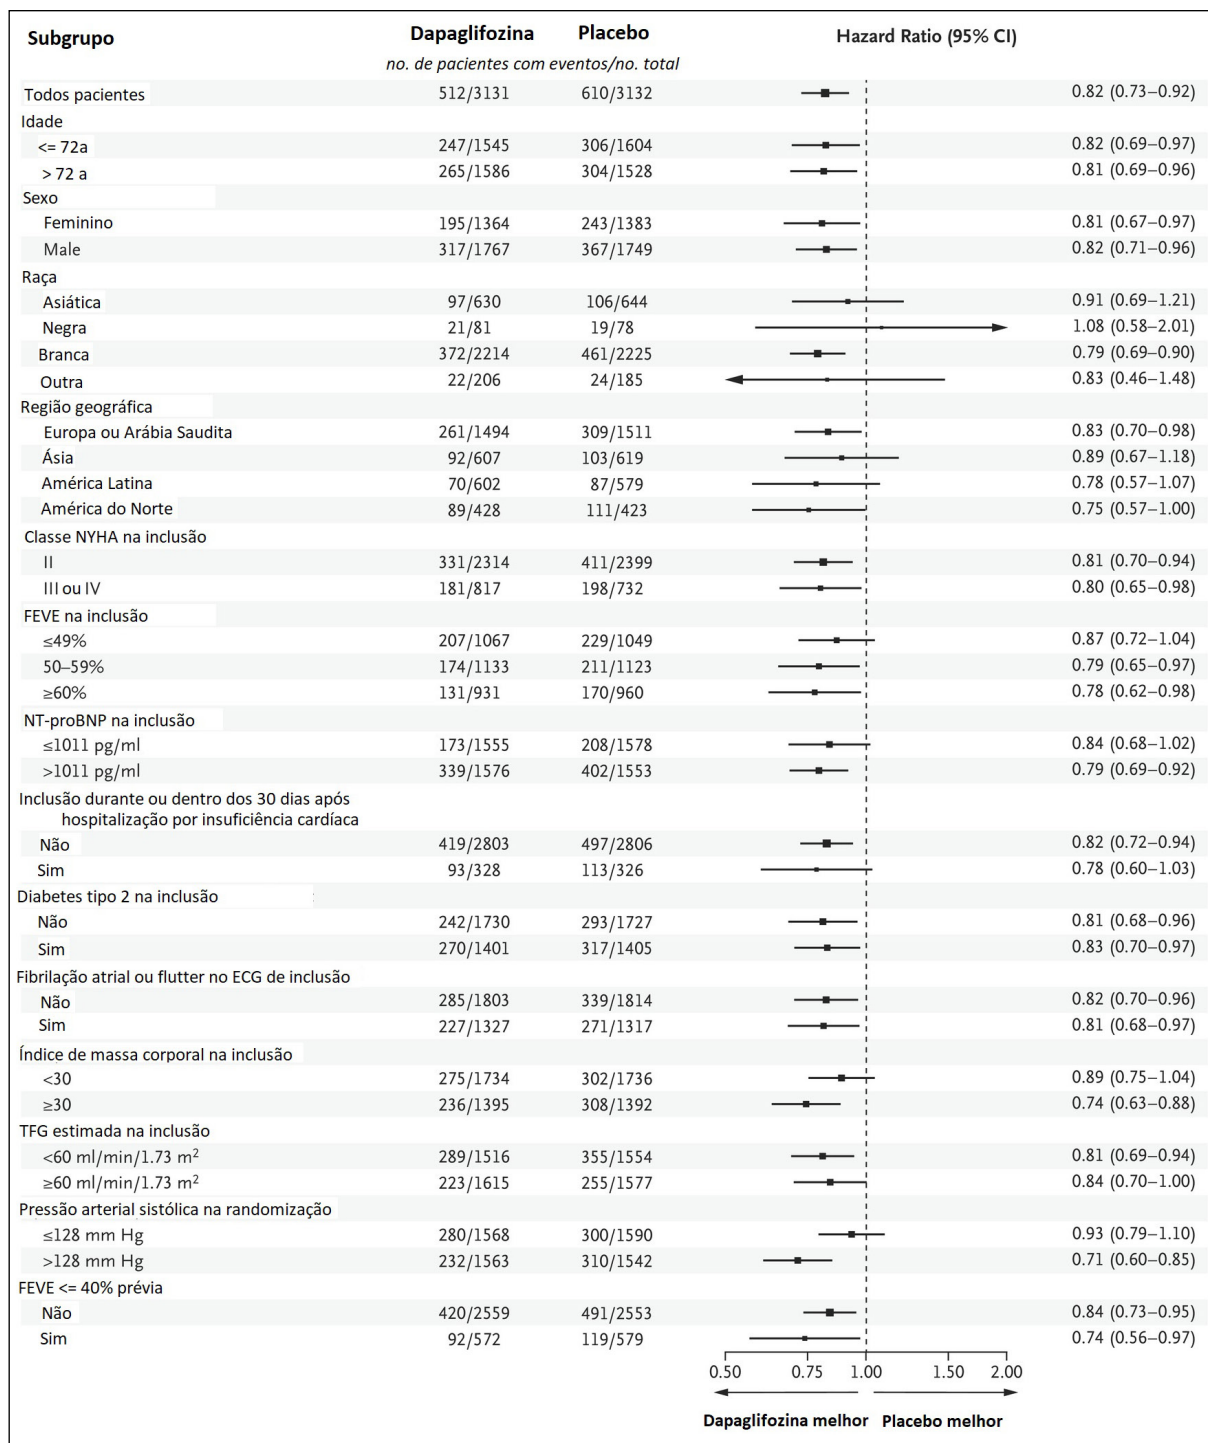 Subgrupo Dapaglifozina Placebo Hazard Ratio (95% CI)
no. de pacientes com eventos/no. total
Todos pacientes 512/3131 610/3132 0.82 (0.73–0.92)
Idade
<= 72a 247/1545 306/1604 0.82 (0.69–0.97)
> 72 a 265/1586 304/1528 0.81 (0.69–0.96)
Sexo
Feminino 195/1364 243/1383 0.81 (0.67–0.97)
Male 317/1767 367/1749 0.82 (0.71–0.96)
Raça
Asiática 97/630 106/644 0.91 (0.69–1.21)
Negra 21/81 19/78 1.08 (0.58–2.01)
Branca 372/2214 461/2225 0.79 (0.69–0.90)
Outra 22/206 24/185 0.83 (0.46–1.48)
Região geográfica
Europa ou Arábia Saudita 261/1494 309/1511 0.83 (0.70–0.98)
Ásia 92/607 103/619 0.89 (0.67–1.18)
América Latina 70/602 87/579 0.78 (0.57–1.07)
América do Norte 89/428 111/423 0.75 (0.57–1.00)
Classe NYHA na inclusão
II 331/2314 411/2399 0.81 (0.70–0.94)
III ou IV 181/817 198/732 0.80 (0.65–0.98)
FEVE na inclusão
≤49% 207/1067 229/1049 0.87 (0.72–1.04)
50–59% 174/1133 211/1123 0.79 (0.65–0.97)
≥60% 131/931 170/960 0.78 (0.62–0.98)
NT-proBNP na inclusão
≤1011 pg/ml 173/1555 208/1578 0.84 (0.68–1.02)
>1011 pg/ml 339/1576 402/1553 0.79 (0.69–0.92)
Inclusão durante ou dentro dos 30 dias após
hospitalização por insuficiência cardíaca
Não 419/2803 497/2806 0.82 (0.72–0.94)
Sim 93/328 113/326 0.78 (0.60–1.03)
Diabetes tipo 2 na inclusão
Não 242/1730 293/1727 0.81 (0.68–0.96)
Sim 270/1401 317/1405 0.83 (0.70–0.97)
Fibrilação atrial ou flutter no ECG de inclusão
Não 285/1803 339/1814 0.82 (0.70–0.96)
Sim 227/1327 271/1317 0.81 (0.68–0.97)
Índice de massa corporal na inclusão
<30 275/1734 302/1736 0.89 (0.75–1.04)
≥30 236/1395 308/1392 0.74 (0.63–0.88)
TFG estimada na inclusão
<60 ml/min/1.73 m² 289/1516 355/1554 0.81 (0.69–0.94)
≥60 ml/min/1.73 m² 223/1615 255/1577 0.84 (0.70–1.00)
Pressão arterial sistólica na randomização
≤128 mm Hg 280/1568 300/1590 0.93 (0.79–1.10)
>128 mm Hg 232/1563 310/1542 0.71 (0.60–0.85)
FEVE <= 40% prévia
Não 420/2559 491/2553 0.84 (0.73–0.95)
Sim 92/572 119/579 0.74 (0.56–0.97)
0.50 0.75 1.00 1.50 2.00
Dapaglifozina melhor Placebo melhor